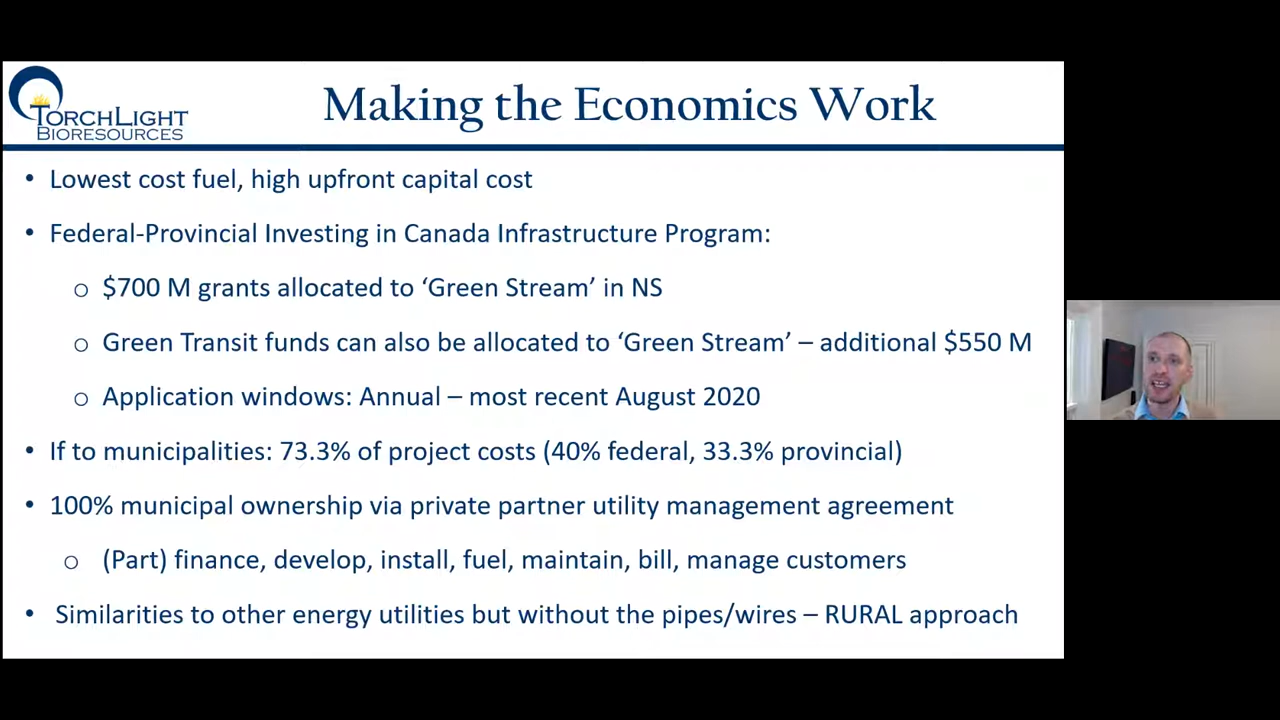 TORCHLIGHT
BIORESOURCES
Making the Economics Work
• Lowest cost fuel, high upfront capital cost
• Federal-Provincial Investing in Canada Infrastructure Program:
o $700 M grants allocated to ‘Green Stream’ in NS
o Green Transit funds can also be allocated to ‘Green Stream’ – additional $550 M
o Application windows: Annual – most recent August 2020
• If to municipalities: 73.3% of project costs (40% federal, 33.3% provincial)
• 100% municipal ownership via private partner utility management agreement
o (Part) finance, develop, install, fuel, maintain, bill, manage customers
• Similarities to other energy utilities but without the pipes/wires – RURAL approach